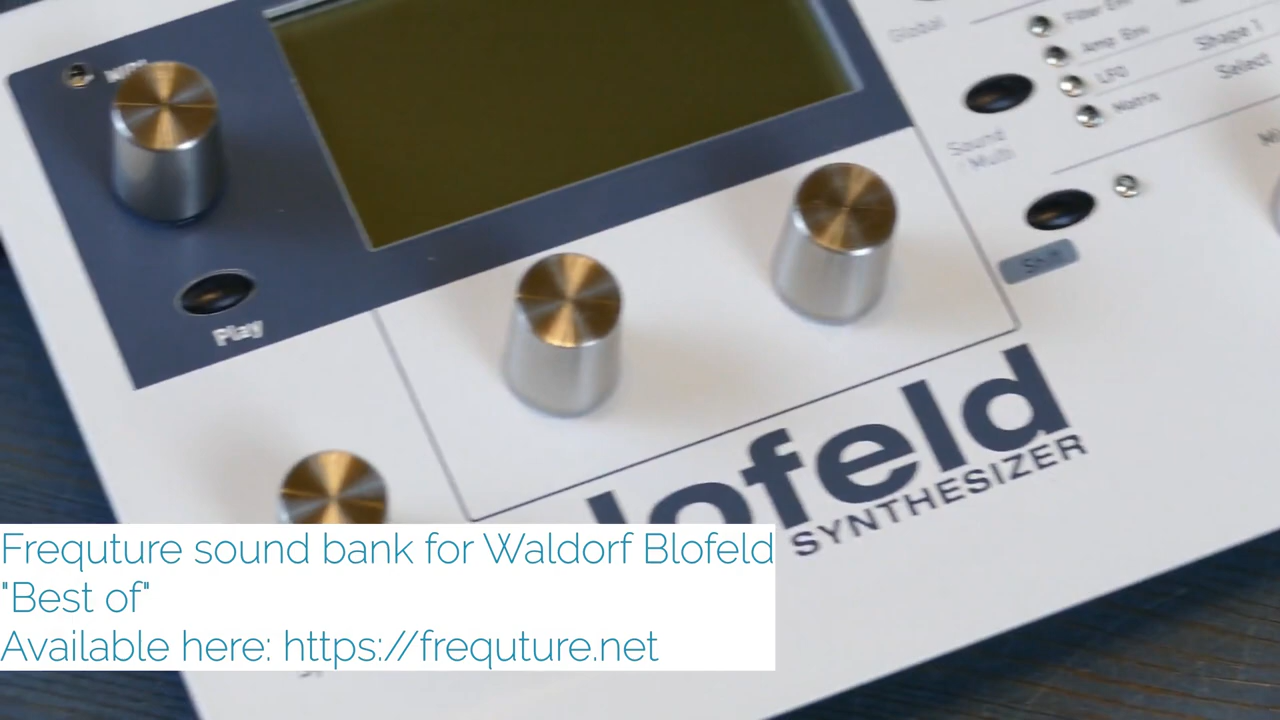 Global
Filter Env
Amp Env
Shape 1
LFO
Select
Matrix
Sound
Multi
Shift
Play
lofeld
SYNTHESIZER
Frequture sound bank for Waldorf Blofeld
"Best of"
Available here: https://frequture.net